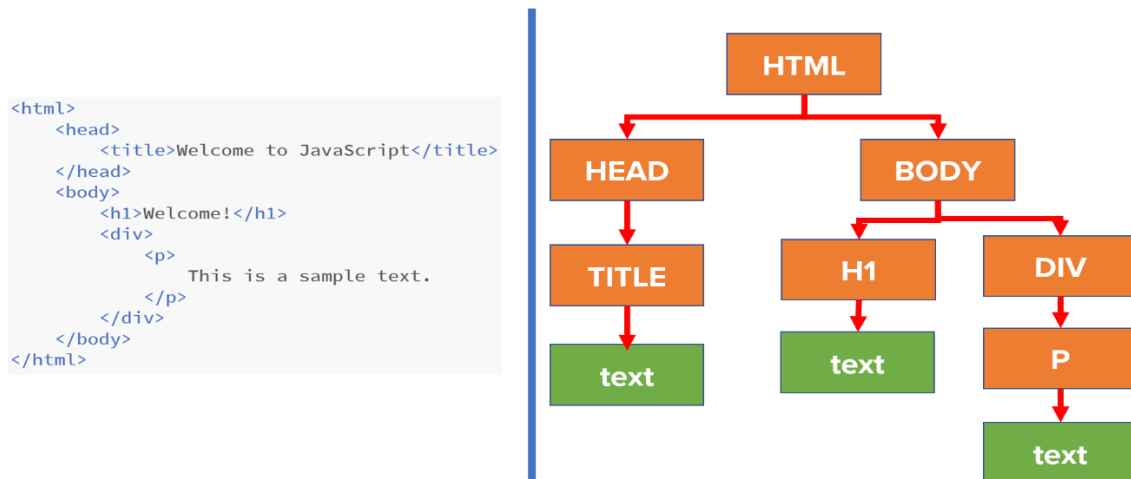 <html>
<head>
<title>Welcome to JavaScript</title>
</head>
<body>
<h1>Welcome!</h1>
<div>
<p>
This is a sample text.
</p>
</div>
</body>
</html>
HTML
HEAD
BODY
TITLE
H1
DIV
text
text
P
text